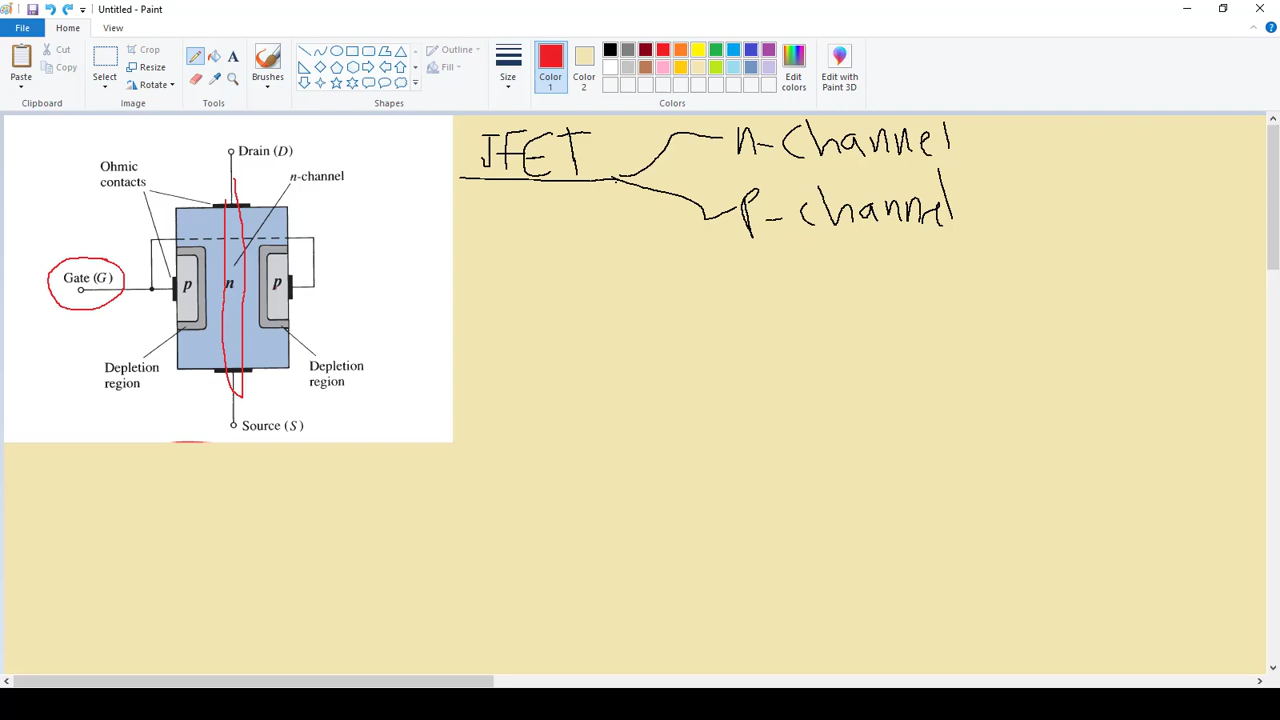 Untitled - Paint
File
Home
View
Paste
Cut
Copy
Clipboard
Select
Crop
Resize
Rotate
Image
Tools
Brushes
Shapes
Outline
Fill
Size
Color
1
Color
2
Edit
colors
Colors
Edit with
Paint 3D
Drain (D)
Ohmic
contacts
n-channel
Gate (G)
p
n
p
Depletion
region
Depletion
region
Source (S)
JFET
n-channel
p-channel